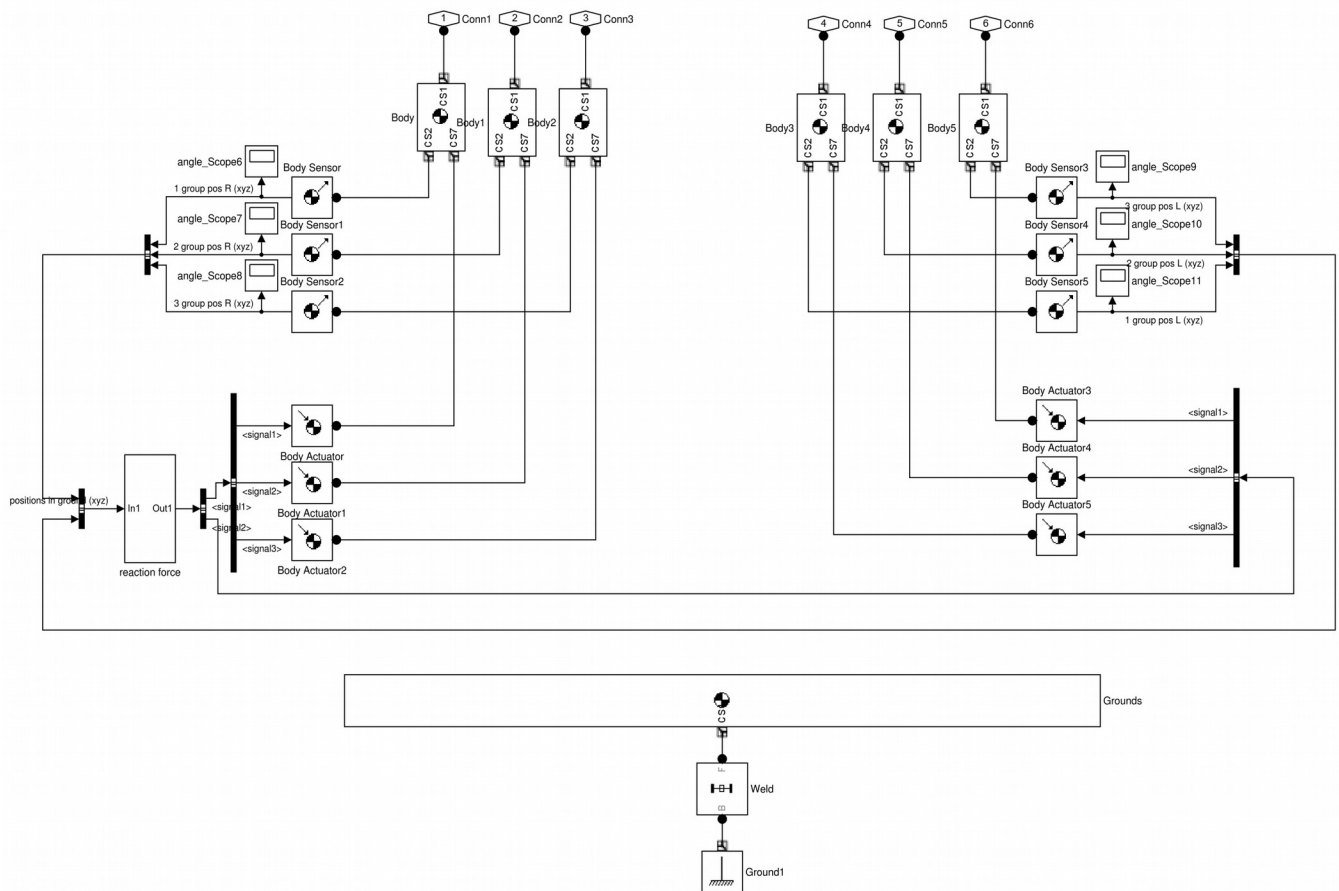 1 Conn1
2 Conn2
3 Conn3
4 Conn4
5 Conn5
6 Conn6
Body CS1 CS2 CS7
Body1 CS1 CS2 CS7
Body2 CS1 CS2 CS7
Body3 CS1 CS2 CS7
Body4 CS1 CS2 CS7
Body5 CS1 CS2 CS7
angle_Scope6
Body Sensor
1 group pos R (xyz)
angle_Scope7
Body Sensor1
2 group pos R (xyz)
angle_Scope8
Body Sensor2
3 group pos R (xyz)
Body Sensor3
angle_Scope9
3 group pos L (xyz)
Body Sensor4
angle_Scope10
2 group pos L (xyz)
Body Sensor5
angle_Scope11
1 group pos L (xyz)
positions in ground (xyz)
In1 Out1
reaction force
<signal1>
<signal2>
<signal1>
Body Actuator
<signal2>
Body Actuator1
<signal3>
Body Actuator2
Body Actuator3
<signal1>
Body Actuator4
<signal2>
Body Actuator5
<signal3>
CS
Grounds
F
Weld
B
Ground1